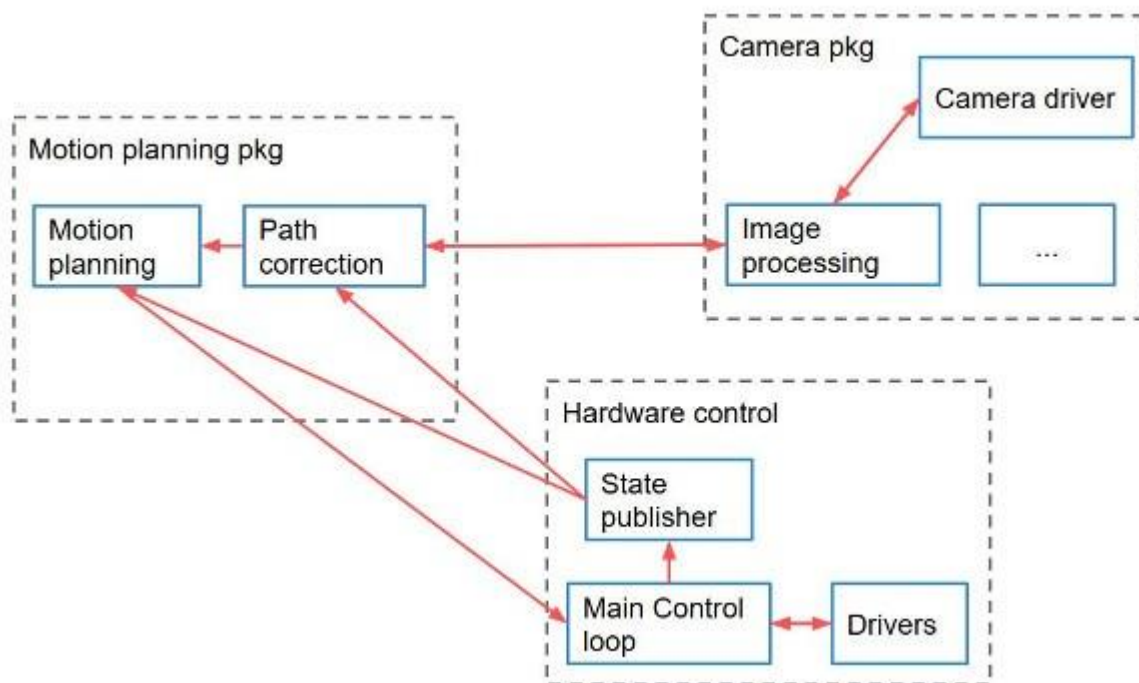 Camera pkg
Camera driver
Image
processing
...
Motion planning pkg
Motion
planning
Path
correction
Hardware control
State
publisher
Main Control
loop
Drivers